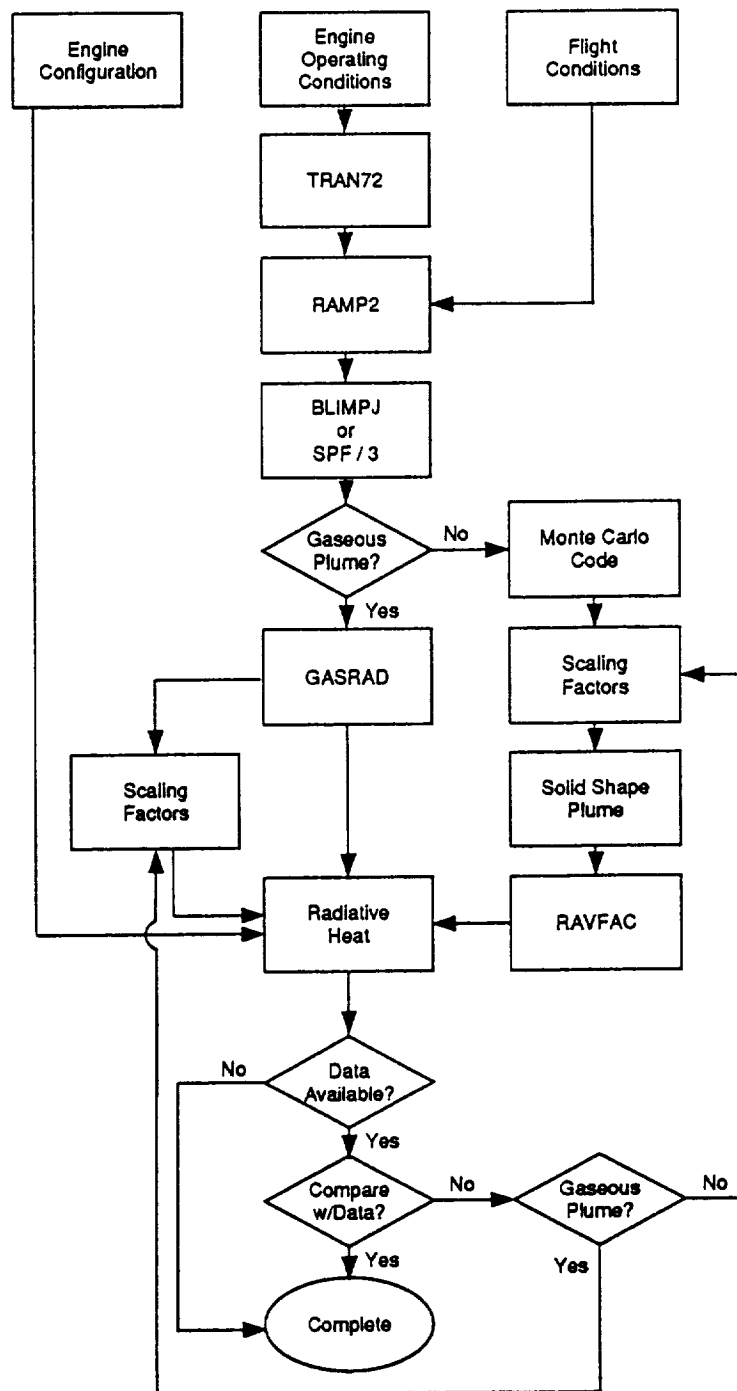 Engine
Configuration
Engine
Operating
Conditions
Flight
Conditions
TRAN72
RAMP2
BLIMPJ
or
SPF / 3
Gaseous
Plume?
No
Yes
Monte Carlo
Code
GASRAD
Scaling
Factors
Scaling
Factors
Solid Shape
Plume
Radiative
Heat
RAVFAC
No
Data
Available?
Yes
Compare
w/Data?
No
Gaseous
Plume?
No
Yes
Yes
Complete